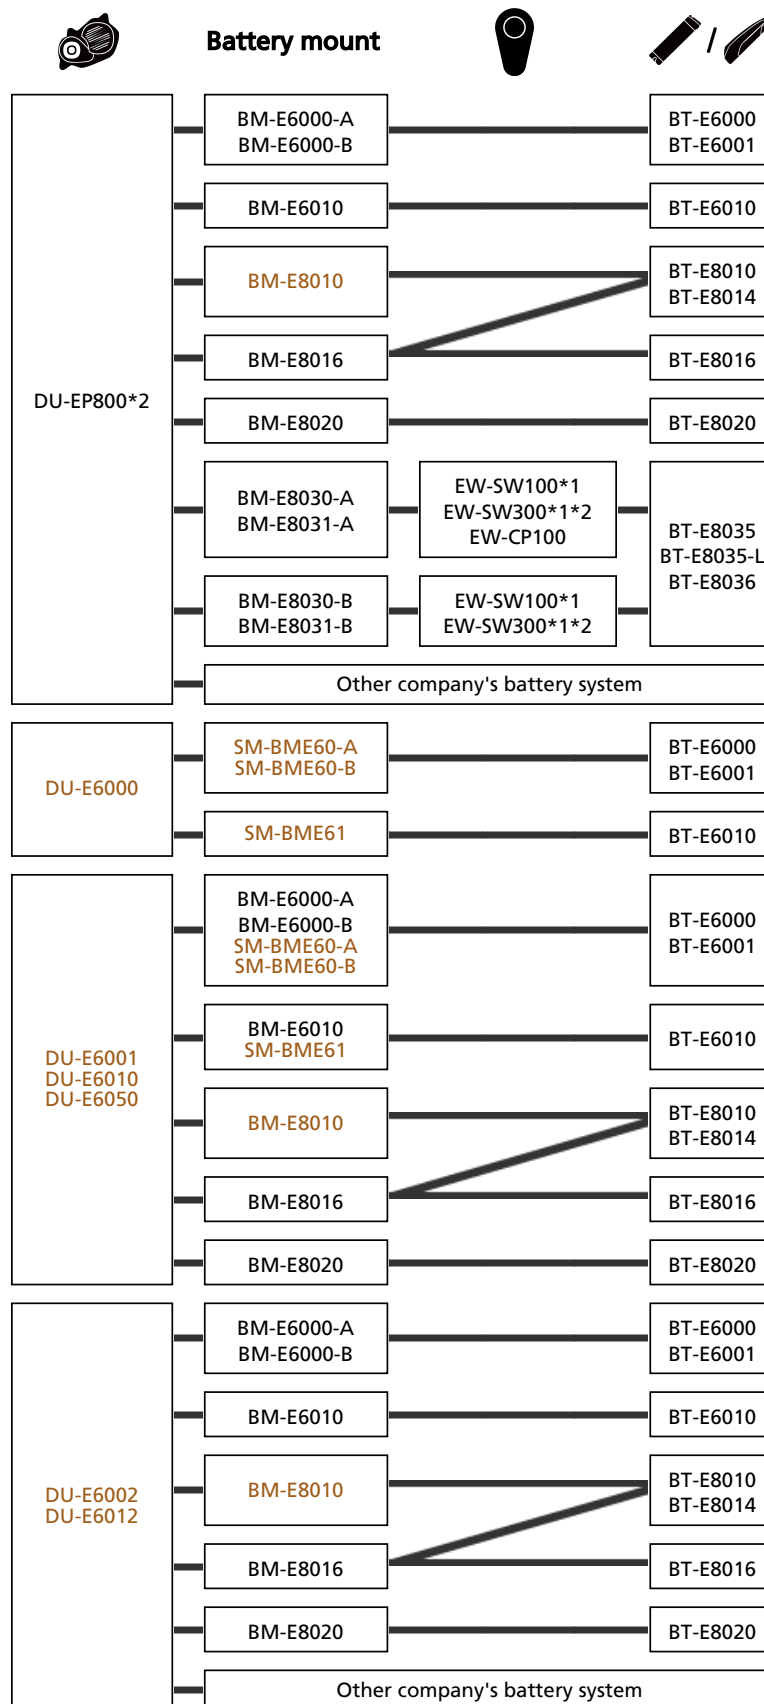 Battery mount
/
DU-EP800*2
BM-E6000-A
BM-E6000-B
BT-E6000
BT-E6001
BM-E6010
BT-E6010
BM-E8010
BT-E8010
BT-E8014
BM-E8016
BT-E8016
BM-E8020
BT-E8020
BM-E8030-A
BM-E8031-A
EW-SW100*1
EW-SW300*1*2
EW-CP100
BT-E8035
BT-E8035-L
BT-E8036
BM-E8030-B
BM-E8031-B
EW-SW100*1
EW-SW300*1*2
Other company's battery system
DU-E6000
SM-BME60-A
SM-BME60-B
BT-E6000
BT-E6001
SM-BME61
BT-E6010
DU-E6001
DU-E6010
DU-E6050
BM-E6000-A
BM-E6000-B
SM-BME60-A
SM-BME60-B
BT-E6000
BT-E6001
BM-E6010
SM-BME61
BT-E6010
BM-E8010
BT-E8010
BT-E8014
BM-E8016
BT-E8016
BM-E8020
BT-E8020
DU-E6002
DU-E6012
BM-E6000-A
BM-E6000-B
BT-E6000
BT-E6001
BM-E6010
BT-E6010
BM-E8010
BT-E8010
BT-E8014
BM-E8016
BT-E8016
BM-E8020
BT-E8020
Other company's battery system